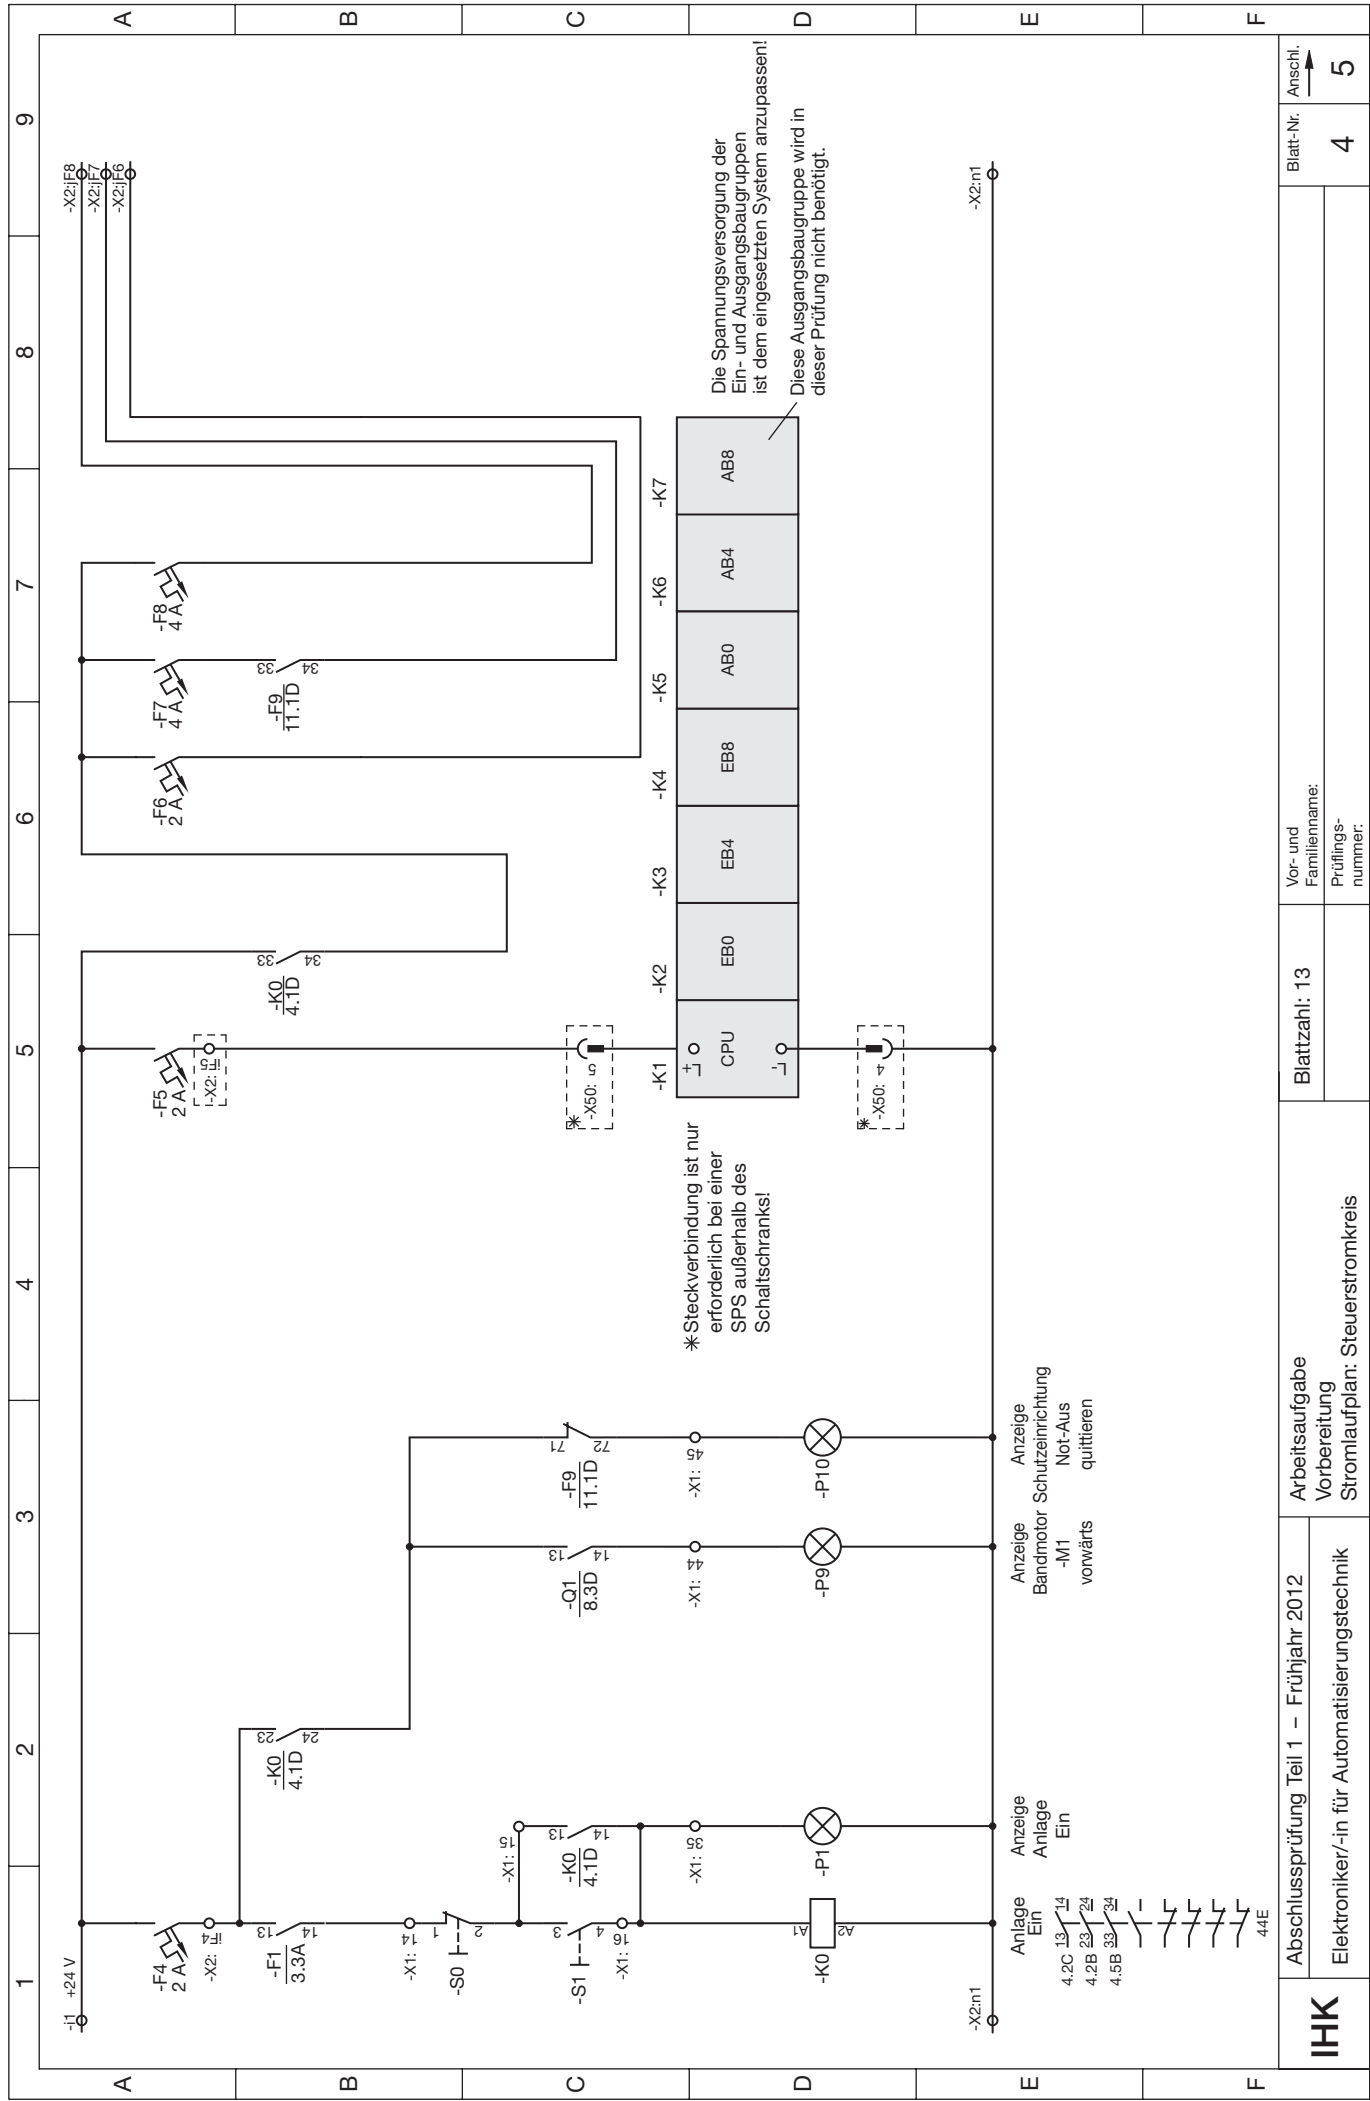 1 2 3 4 5 6 7 8 9
A
B
C
D
E
F
A
B
C
D
E
F
-i1 +24 V
-X2:jF8
-X2:jF7
-X2:jF6
-F4
2 A
-X2: iF4
-F1
3.3A
13
14
-X1: 14
-S0
1
2
-S1
3
4
-X1: 16
-K0
A1
A2
-X2:n1
-K0
4.1D
23
24
-X1: 15
-K0
4.1D
13
14
-X1: 35
-P1
-Q1
8.3D
13
14
-X1: 44
-P9
-F9
11.1D
71
72
-X1: 45
-P10
-F5
2 A
-X2: iF5
-K0
4.1D
33
34
-X50: 5
-X50: 4
-F6
2 A
-F7
4 A
-F9
11.1D
33
34
-F8
4 A
-K1 -K2 -K3 -K4 -K5 -K6 -K7
L+
CPU EB0 EB4 EB8 AB0 AB4 AB8
L-
Steckverbindung ist nur
erforderlich bei einer
SPS außerhalb des
Schaltschranks!
Die Spannungsversorgung der
Ein- und Ausgangsbaugruppen
ist dem eingesetzten System anzupassen!
Diese Ausgangsbaugruppe wird in
dieser Prüfung nicht benötigt.
-X2:n1
Anlage
Ein
4.2C 13 14
4.2B 23 24
4.5B 33 34
44E
Anzeige
Anlage
Ein
Anzeige
Bandmotor
-M1
vorwärts
Anzeige
Schutzeinrichtung
Not-Aus
quittieren
IHK
Abschlussprüfung Teil 1 – Frühjahr 2012
Elektroniker/-in für Automatisierungstechnik
Arbeitsaufgabe
Vorbereitung
Stromlaufplan: Steuerstromkreis
Blattzahl: 13
Vor- und
Familienname:
Prüflings-
nummer:
Blatt-Nr.
4
Anschl.
5